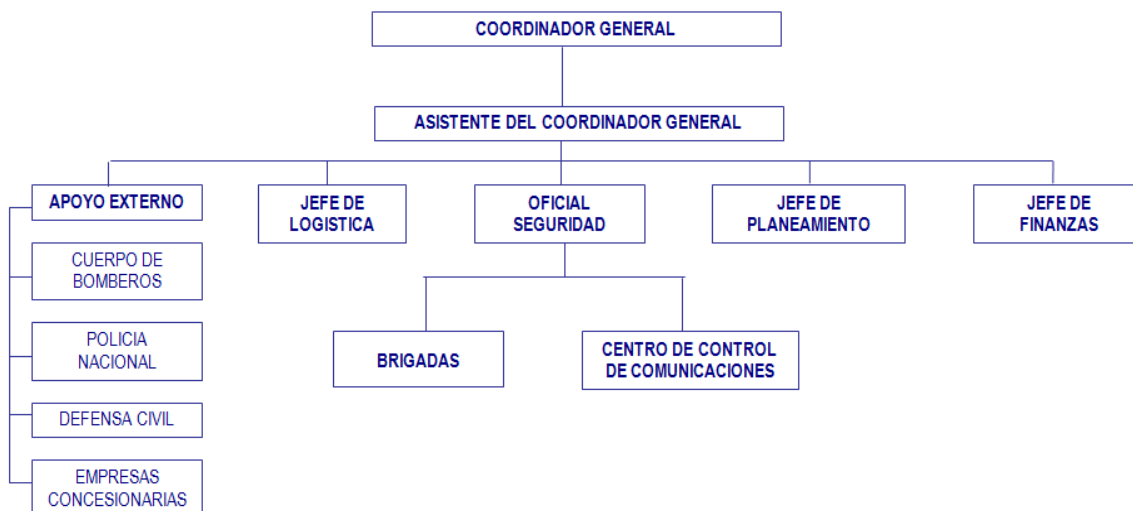 COORDINADOR GENERAL
ASISTENTE DEL COORDINADOR GENERAL
APOYO EXTERNO
JEFE DE
LOGISTICA
OFICIAL
SEGURIDAD
JEFE DE
PLANEAMIENTO
JEFE DE
FINANZAS
CUERPO DE
BOMBEROS
POLICIA
NACIONAL
DEFENSA CIVIL
EMPRESAS
CONCESIONARIAS
BRIGADAS
CENTRO DE CONTROL
DE COMUNICACIONES